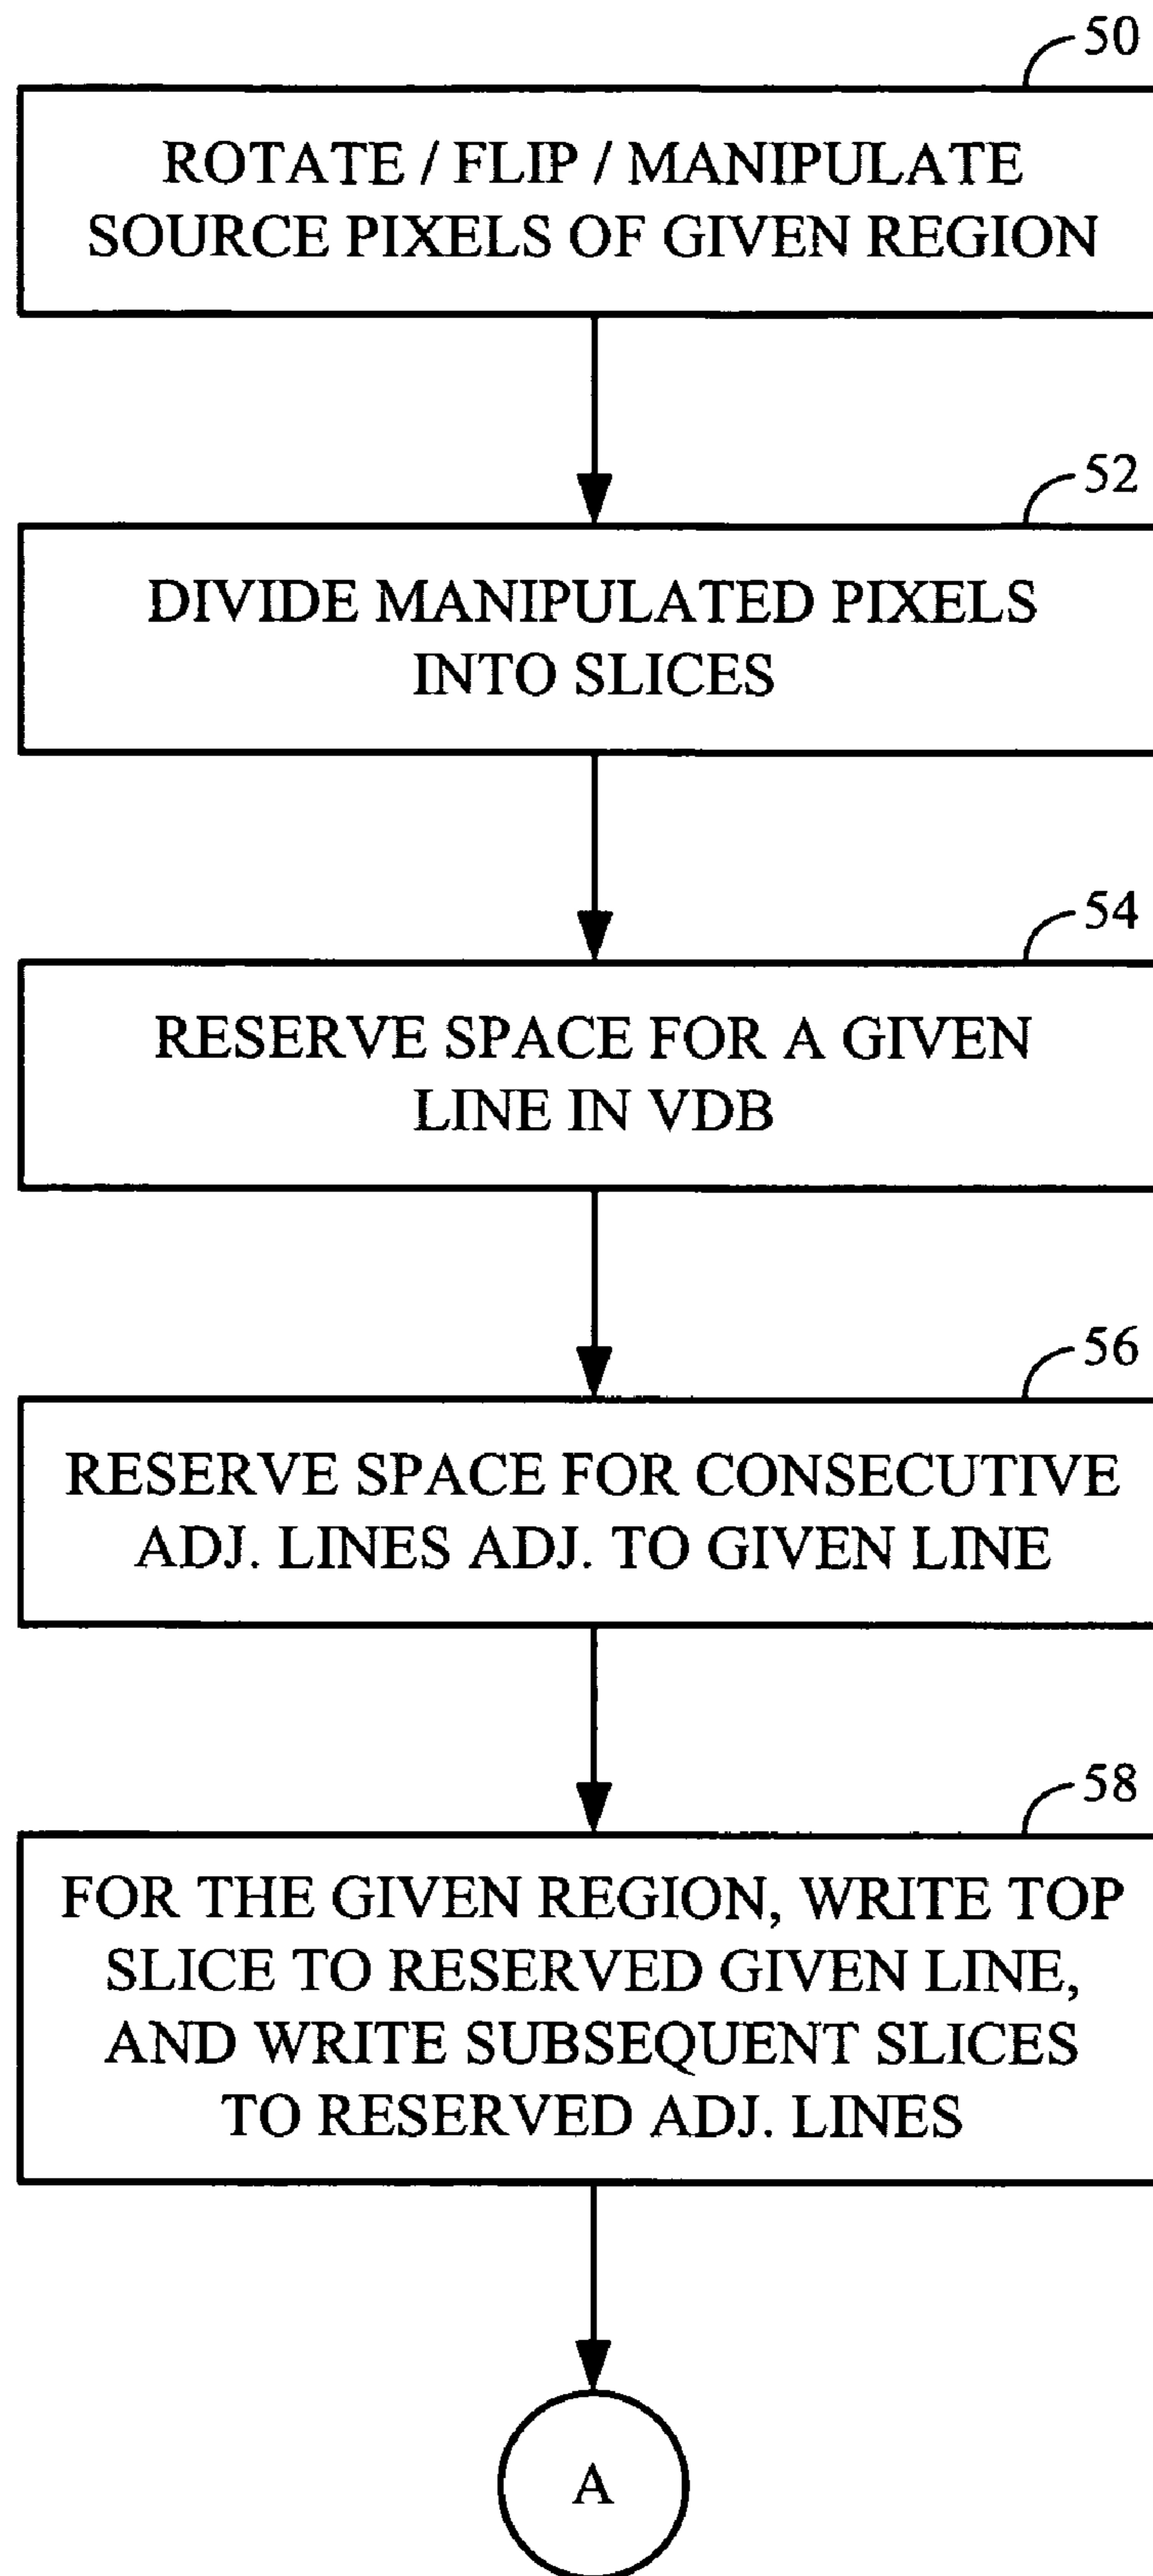 50
ROTATE / FLIP / MANIPULATE
SOURCE PIXELS OF GIVEN REGION
52
DIVIDE MANIPULATED PIXELS
INTO SLICES
54
RESERVE SPACE FOR A GIVEN
LINE IN VDB
56
RESERVE SPACE FOR CONSECUTIVE
ADJ. LINES ADJ. TO GIVEN LINE
58
FOR THE GIVEN REGION, WRITE TOP
SLICE TO RESERVED GIVEN LINE,
AND WRITE SUBSEQUENT SLICES
TO RESERVED ADJ. LINES
A